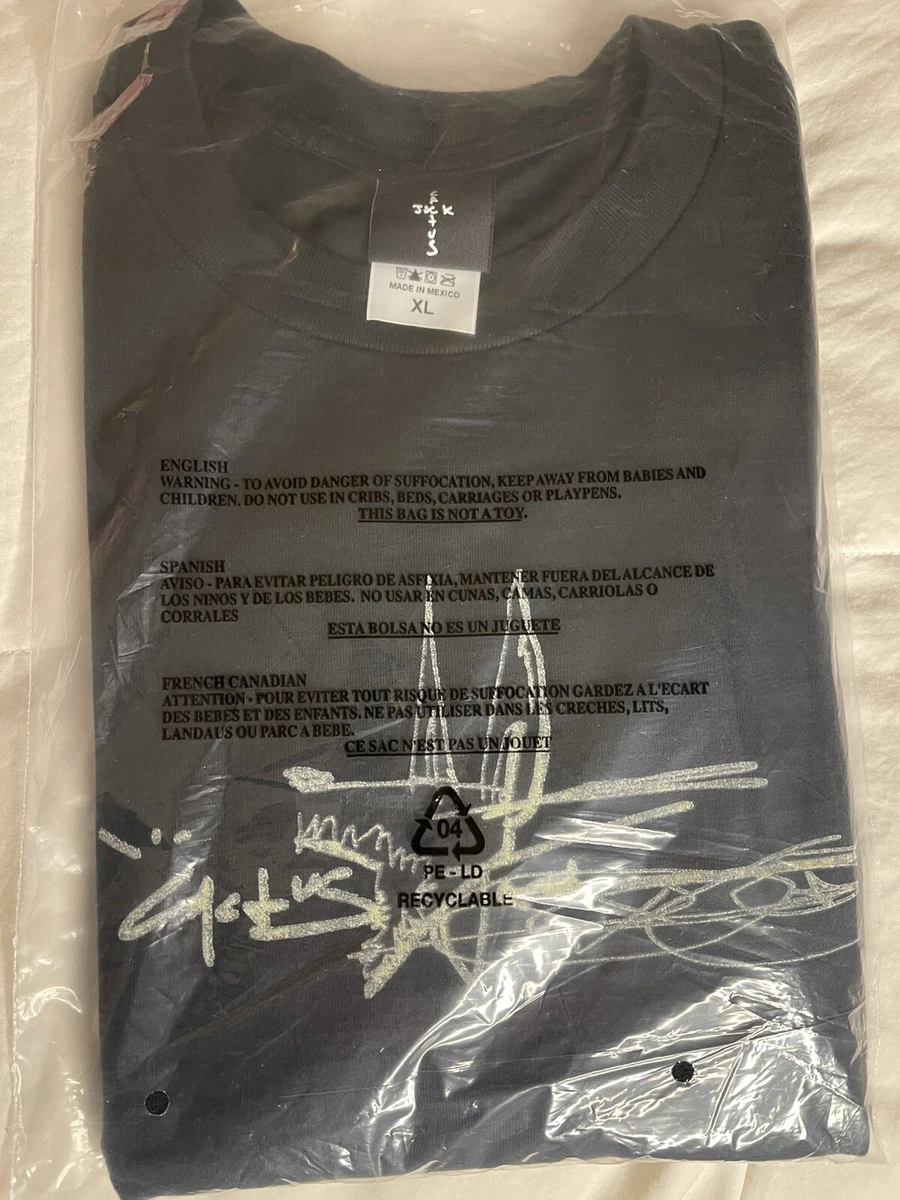 CACTUS
JACK
MADE IN MEXICO
XL
ENGLISH
WARNING - TO AVOID DANGER OF SUFFOCATION, KEEP AWAY FROM BABIES AND
CHILDREN. DO NOT USE IN CRIBS, BEDS, CARRIAGES OR PLAYPENS.
THIS BAG IS NOT A TOY.
SPANISH
AVISO - PARA EVITAR PELIGRO DE ASFIXIA, MANTENER FUERA DEL ALCANCE DE
LOS NINOS Y DE LOS BEBES. NO USAR EN CUNAS, CAMAS, CARRIOLAS O
CORRALES
ESTA BOLSA NO ES UN JUGUETE
FRENCH CANADIAN
ATTENTION - POUR EVITER TOUT RISQUE DE SUFFOCATION GARDEZ A L'ECART
DES BEBES ET DES ENFANTS. NE PAS UTILISER DANS LES CRECHES, LITS,
LANDAUS OU PARC A BEBE.
CE SAC N'EST PAS UN JOUET
04
PE - LD
RECYCLABLE
Cactus